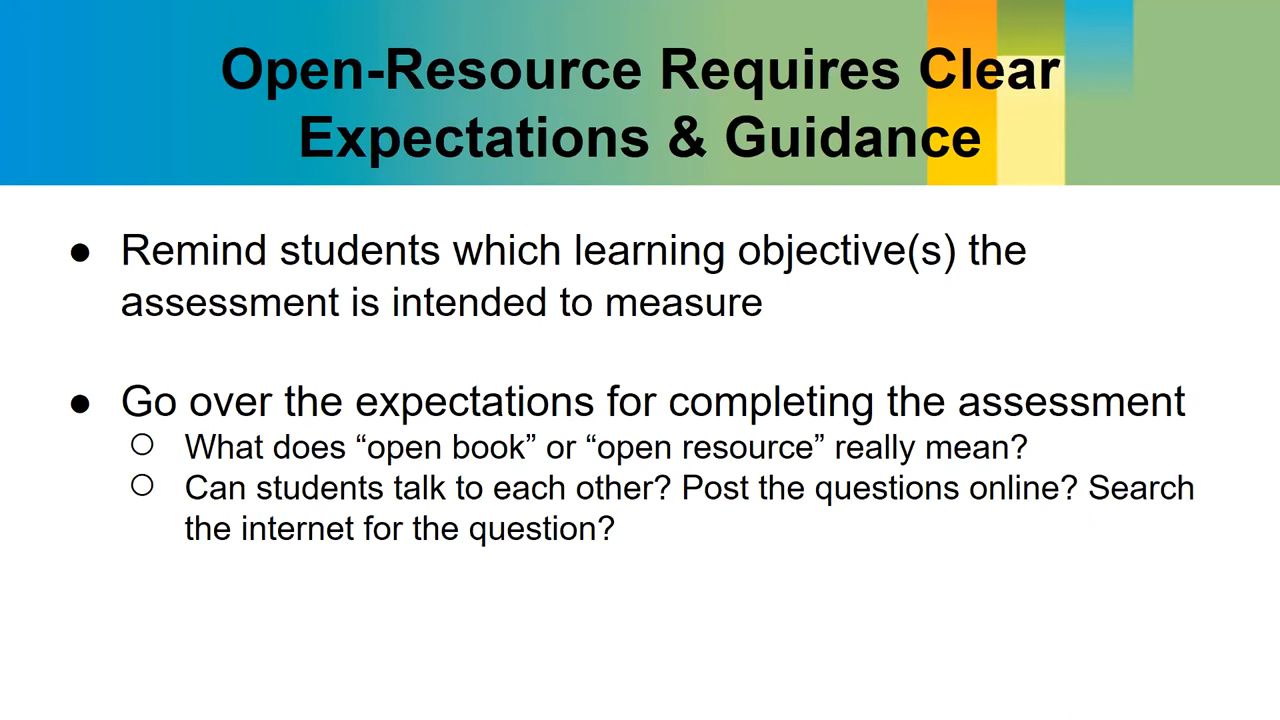 Open-Resource Requires Clear
Expectations & Guidance
● Remind students which learning objective(s) the
assessment is intended to measure
● Go over the expectations for completing the assessment
○ What does “open book” or “open resource” really mean?
○ Can students talk to each other? Post the questions online? Search
the internet for the question?